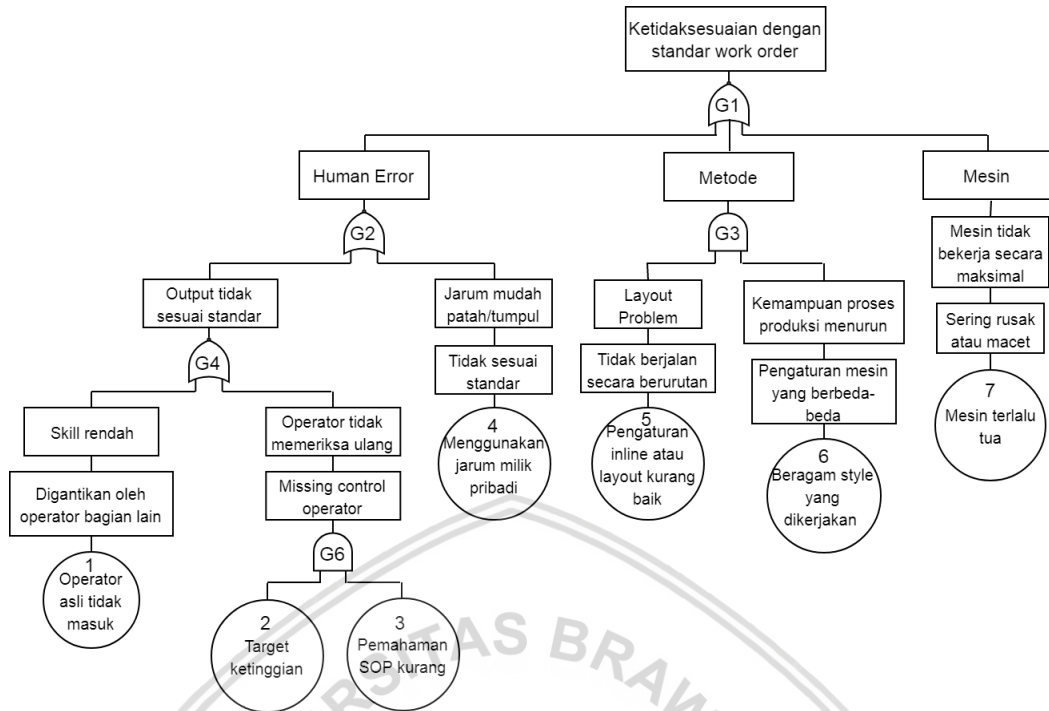 Ketidaksesuaian dengan
standar work order
G1
Human Error
Metode
Mesin
G2
G3
Mesin tidak
bekerja secara
maksimal
Output tidak
sesuai standar
Jarum mudah
patah/tumpul
Layout
Problem
Kemampuan proses
produksi menurun
Sering rusak
atau macet
G4
Tidak sesuai
standar
Tidak berjalan
secara berurutan
Pengaturan mesin
yang berbeda-
beda
7
Mesin terlalu
tua
Skill rendah
Operator tidak
memeriksa ulang
4
Menggunakan
jarum milik
pribadi
5
Pengaturan
inline atau
layout kurang
baik
6
Beragam style
yang
dikerjakan
Digantikan oleh
operator bagian lain
Missing control
operator
G6
1
Operator
asli tidak
masuk
2
Target
ketinggian
3
Pemahaman
SOP kurang